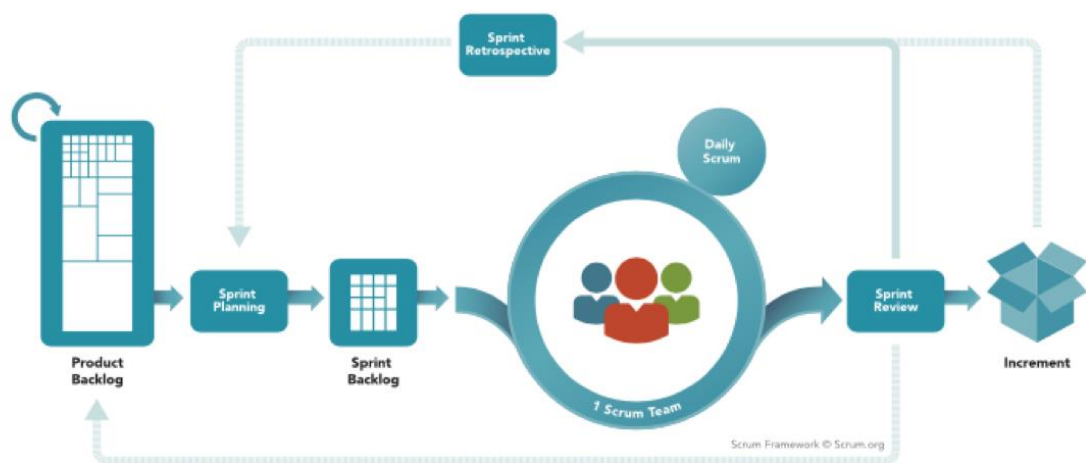 Sprint
Retrospective
Daily
Scrum
Sprint
Planning
Sprint
Review
Product
Backlog
Sprint
Backlog
1 Scrum Team
Increment
Scrum Framework © Scrum.org